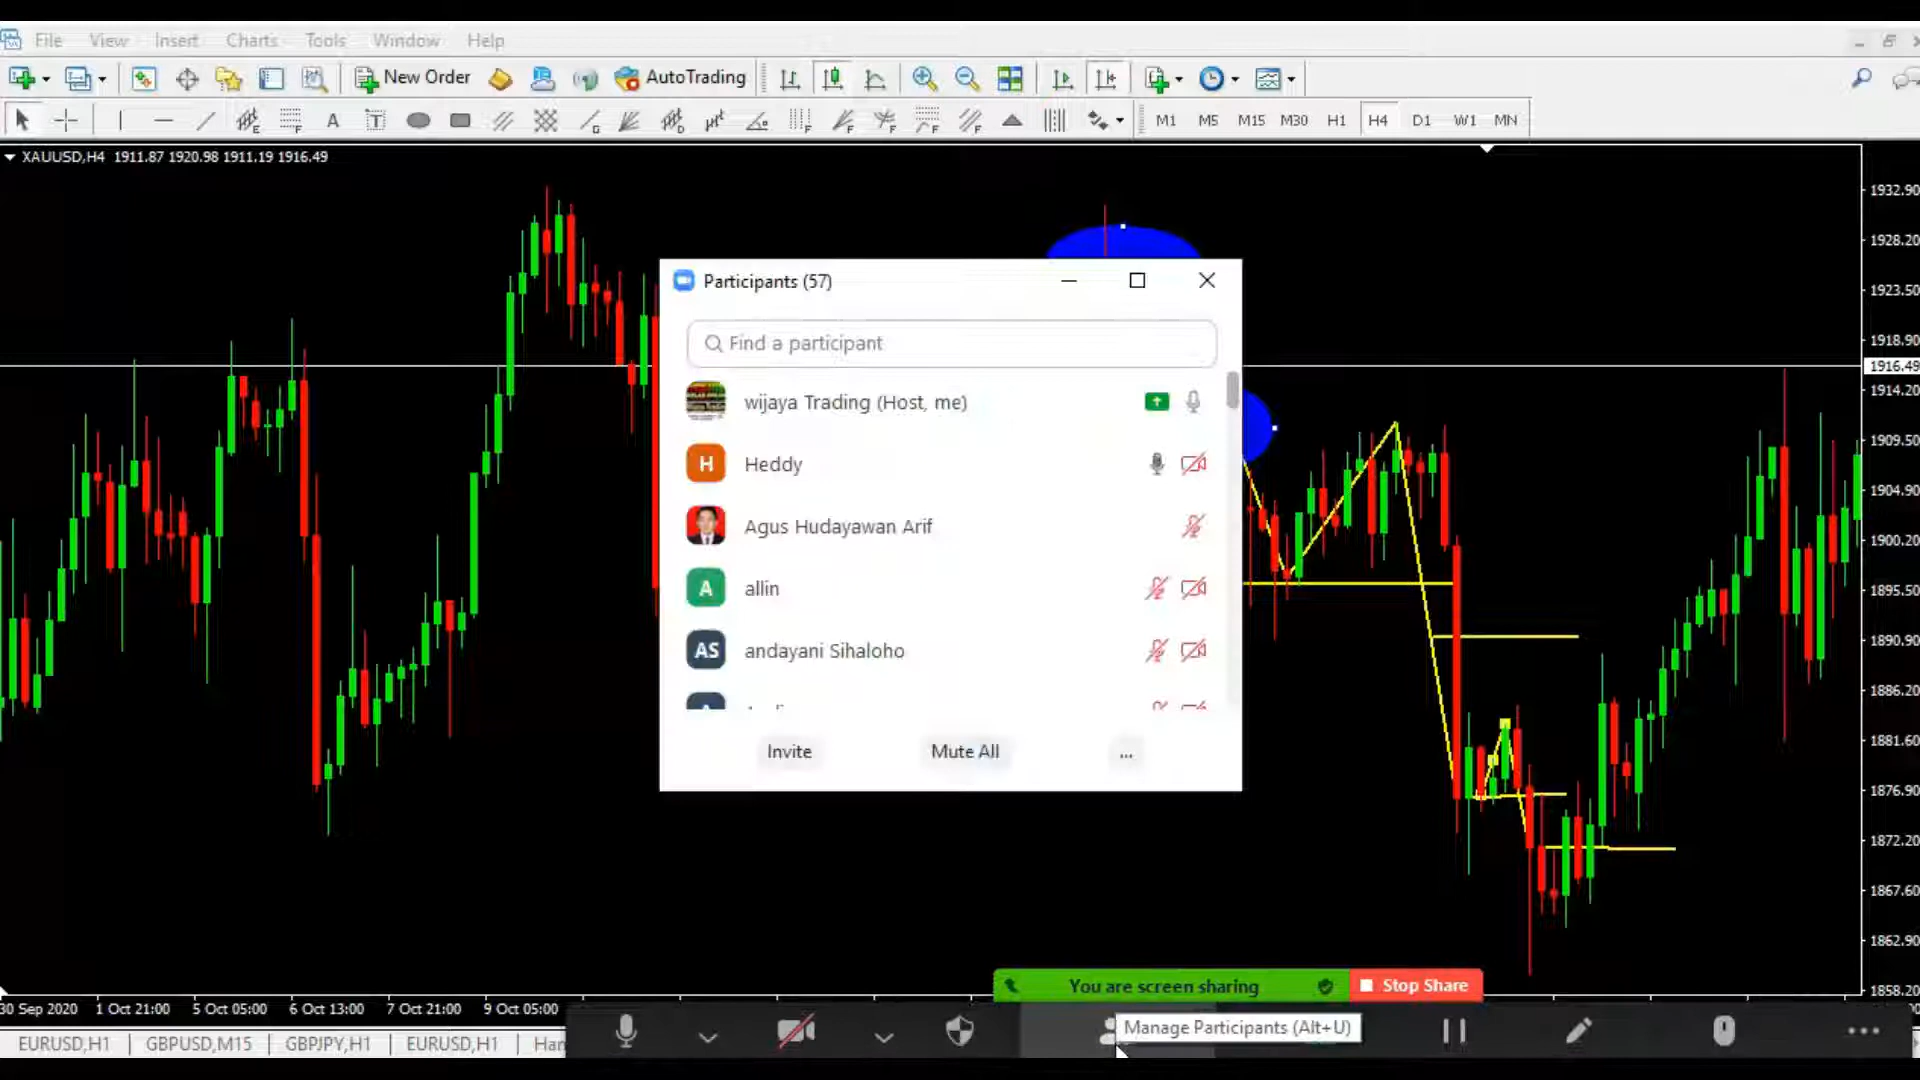 File View Insert Charts Tools Window Help
New Order AutoTrading
M1 M5 M15 M30 H1 H4 D1 W1 MN
XAUUSD,H4 1911.87 1920.98 1911.19 1916.49
1932.90
1928.20
1923.50
1918.90
1916.49
1914.20
1909.50
1904.90
1900.20
1895.50
1890.90
1886.20
1881.60
1876.90
1872.20
1867.60
1862.90
1858.20
Participants (57)
Find a participant
wijaya Trading (Host, me)
H Heddy
Agus Hudayawan Arif
A allin
AS andayani Sihaloho
Invite Mute All ...
You are screen sharing Stop Share
30 Sep 2020 1 Oct 21:00 5 Oct 05:00 6 Oct 13:00 7 Oct 21:00 9 Oct 05:00
Manage Participants (Alt+U)
EURUSD,H1 GBPUSD,M15 GBPJPY,H1 EURUSD,H1